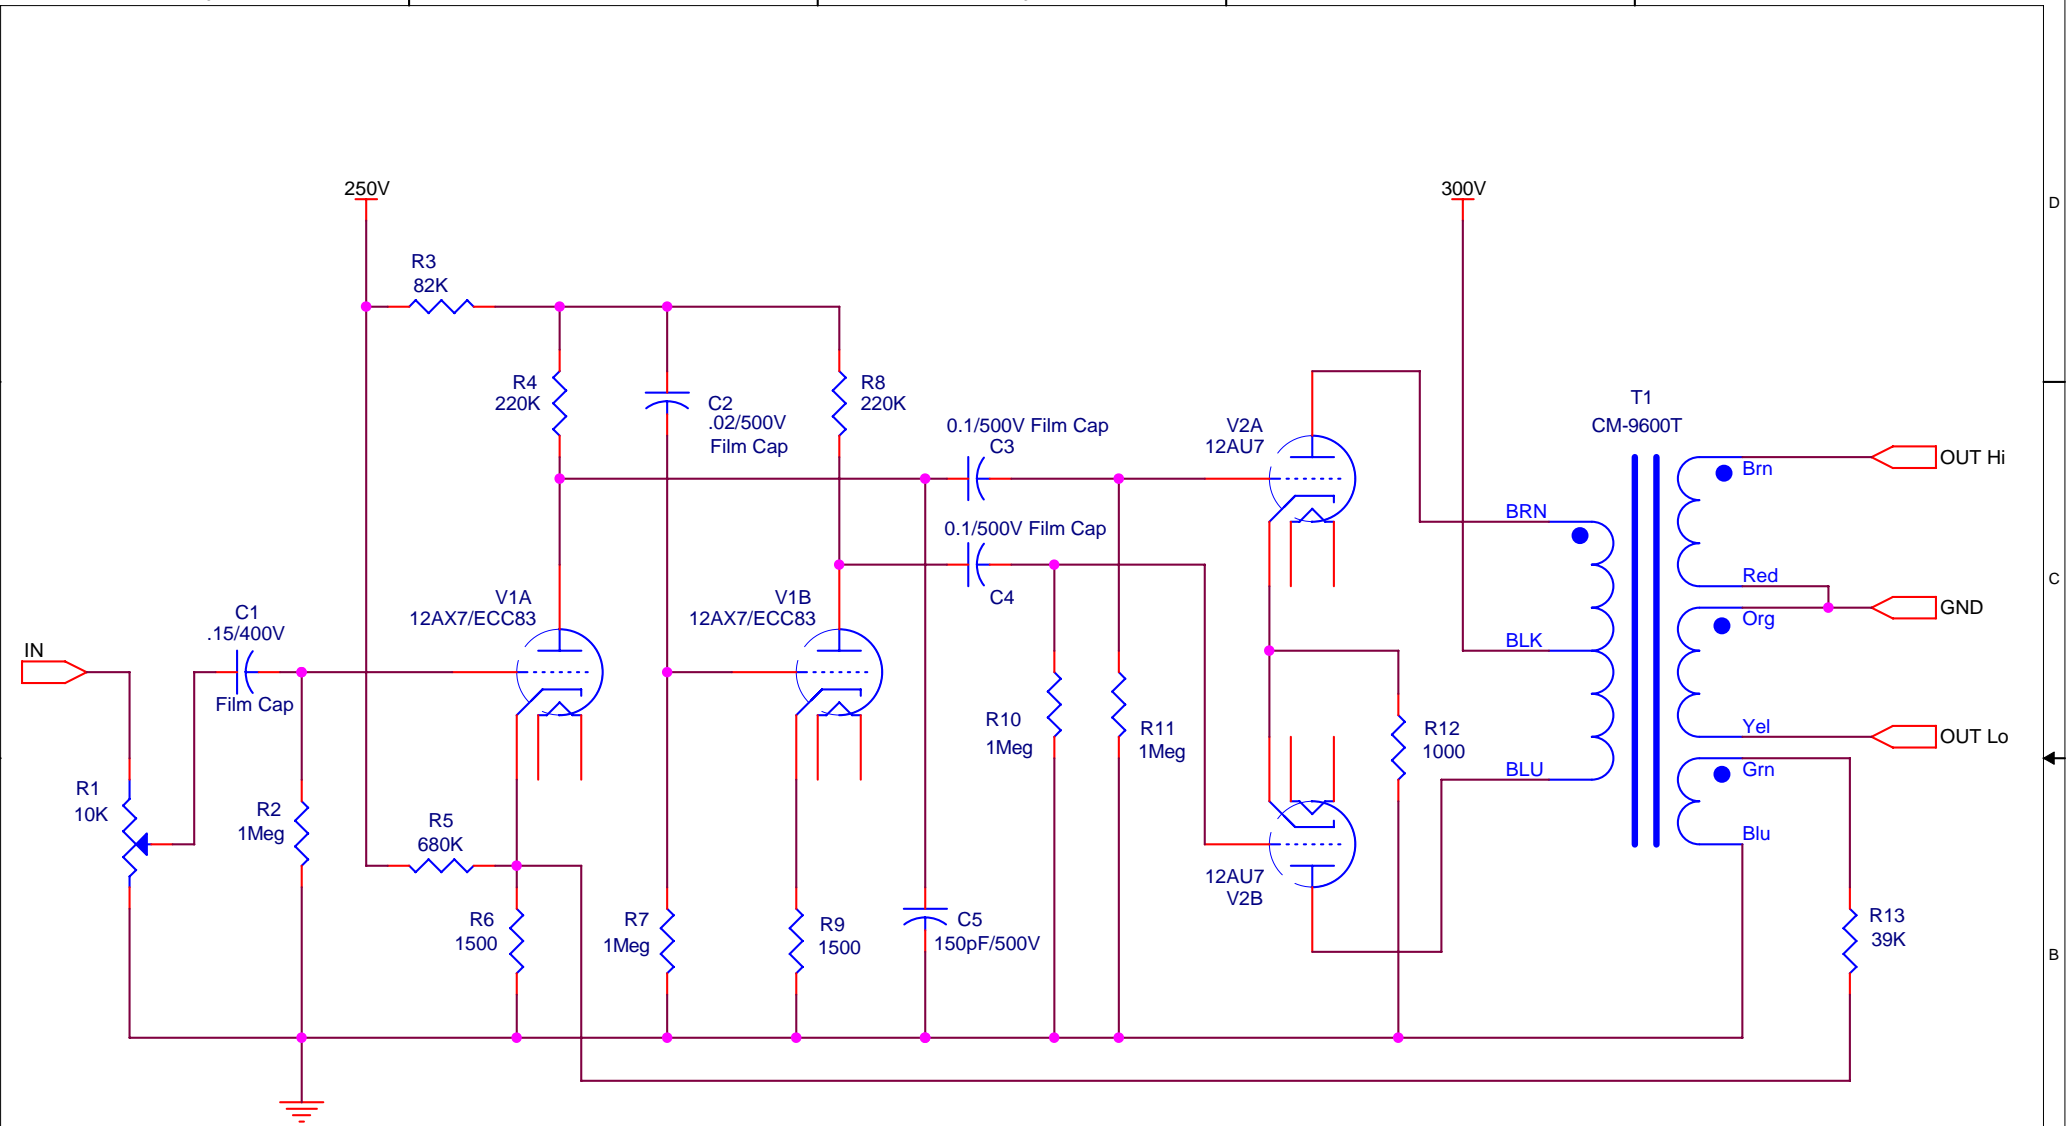 250V
300V
D
R3
82K
R4
220K
C2
.02/500V
Film Cap
R8
220K
0.1/500V Film Cap
C3
V2A
12AU7
T1
CM-9600T
Brn
OUT Hi
BRN
0.1/500V Film Cap
C4
Red
C
GND
Org
C1
.15/400V
Film Cap
V1A
12AX7/ECC83
V1B
12AX7/ECC83
IN
BLK
R10
1Meg
R11
1Meg
R12
1000
Yel
OUT Lo
BLU
Grn
R1
10K
R2
1Meg
R5
680K
Blu
12AU7
V2B
R6
1500
R7
1Meg
R9
1500
C5
150pF/500V
R13
39K
B